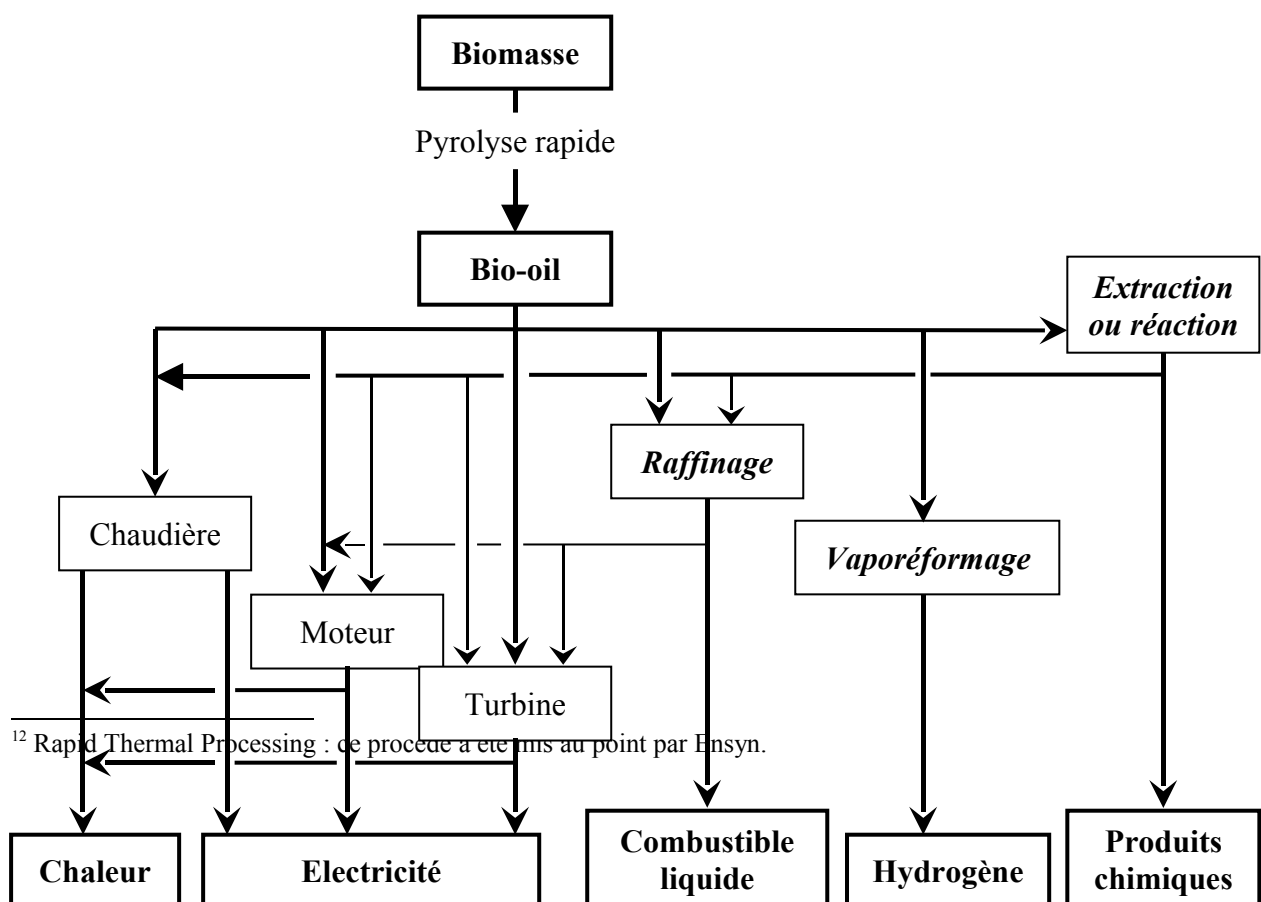 Biomasse
Pyrolyse rapide
Bio-oil
Extraction
ou réaction
Raffinage
Chaudière
Vaporéformage
Moteur
Turbine
12 Rapid Thermal Processing : ce procédé a été mis au point par Ensyn.
Chaleur
Electricité
Combustible
liquide
Hydrogène
Produits
chimiques